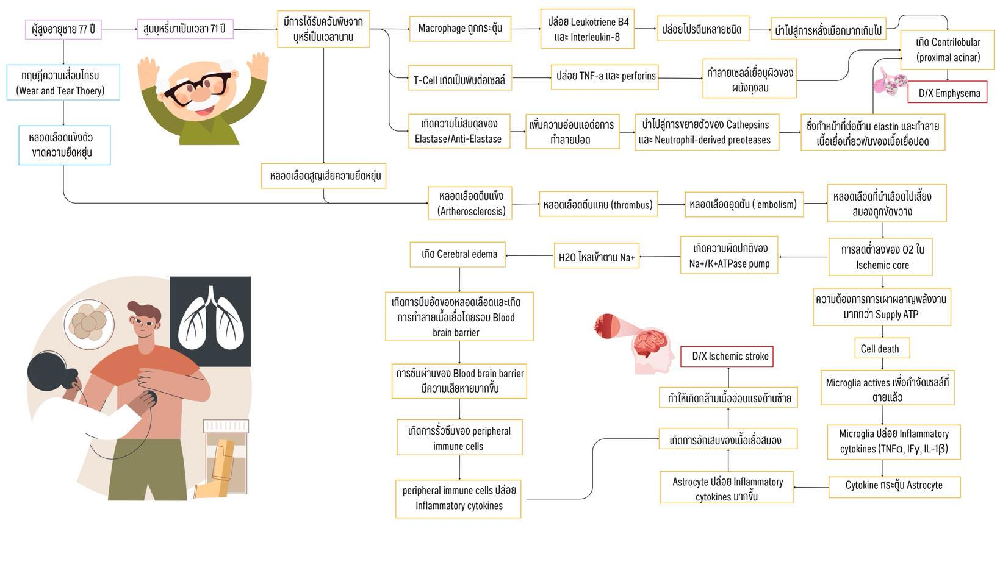 ผู้สูงอายุชาย 77 ปี
สูบบุหรี่มาเป็นเวลา 71 ปี
มีการได้รับควันพิษจาก
บุหรี่เป็นเวลานาน
Macrophage ถูกกระตุ้น
ปล่อย Leukotriene B4
และ Interleukin-8
ปล่อยโปรตีนหลายชนิด
นำไปสู่การหลั่งเมือกมากเกินไป
เกิด Centrilobular
(proximal acinar)
D/X Emphysema
ทฤษฎีความเสื่อมโทรม
(Wear and Tear Thoery)
T-Cell เกิดเป็นพิษต่อเซลล์
ปล่อย TNF-a และ perforins
ทำลายเซลล์เยื่อบุผิวของ
ผนังถุงลม
หลอดเลือดแข็งตัว
ขาดความยืดหยุ่น
เกิดความไม่สมดุลของ
Elastase/Anti-Elastase
เพิ่มความอ่อนแอต่อการ
ทำลายปอด
นำไปสู่การขยายตัวของ Cathepsins
และ Neutrophil-derived preoteases
ซึ่งทำหน้าที่ต่อต้าน elastin และทำลาย
เนื้อเยื่อเกี่ยวพันของเนื้อเยื่อปอด
หลอดเลือดสูญเสียความยืดหยุ่น
หลอดเลือดตีบแข็ง
(Artherosclerosis)
หลอดเลือดตีบแคบ (thrombus)
หลอดเลือดอุดตัน ( embolism)
หลอดเลือดที่นำเลือดไปเลี้ยง
สมองถูกขัดขวาง
การลดต่ำลงของ O2 ใน
Ischemic core
เกิดความผิดปกติของ
Na+/K+ATPase pump
H2O ไหลเข้าตาม Na+
เกิด Cerebral edema
เกิดการบีบอัดของหลอดเลือดและเกิด
การทำลายเนื้อเยื่อโดยรอบ Blood
brain barrier
การซึมผ่านของ Blood brain barrier
มีความเสียหายมากขึ้น
เกิดการรั่วซึมของ peripheral
immune cells
peripheral immune cells ปล่อย
Inflammatory cytokines
ความต้องการการเผาผลาญพลังงาน
มากกว่า Supply ATP
Cell death
Microglia actives เพื่อกำจัดเซลล์ที่
ตายแล้ว
Microglia ปล่อย Inflammatory
cytokines (TNFα, IFγ, IL-1β)
Cytokine กระตุ้น Astrocyte
Astrocyte ปล่อย Inflammatory
cytokines มากขึ้น
เกิดการอักเสบของเนื้อเยื่อสมอง
ทำให้เกิดกล้ามเนื้ออ่อนแรงด้านซ้าย
D/X Ischemic stroke